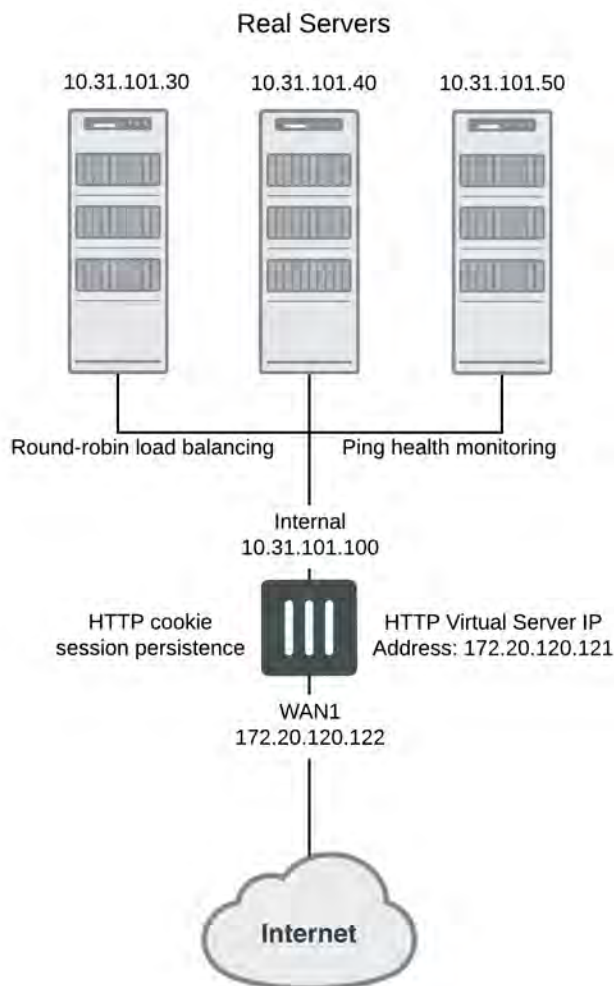 Real Servers
10.31.101.30
10.31.101.40
10.31.101.50
Round-robin load balancing
Ping health monitoring
Internal
10.31.101.100
HTTP cookie
session persistence
HTTP Virtual Server IP
Address: 172.20.120.121
WAN1
172.20.120.122
Internet